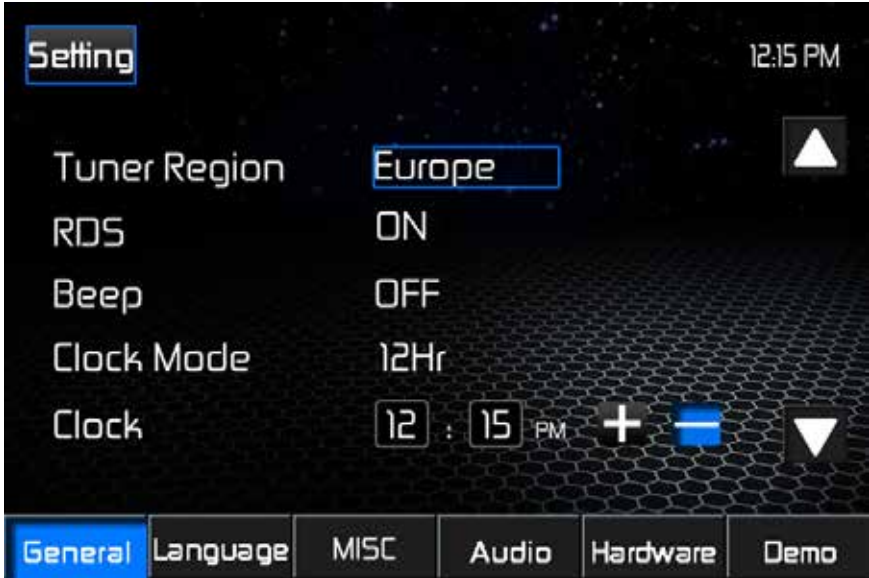 Setting
12:15 PM
Tuner Region Europe
RDS ON
Beep OFF
Clock Mode 12Hr
Clock 12 : 15 PM + −
General Language MISC Audio Hardware Demo